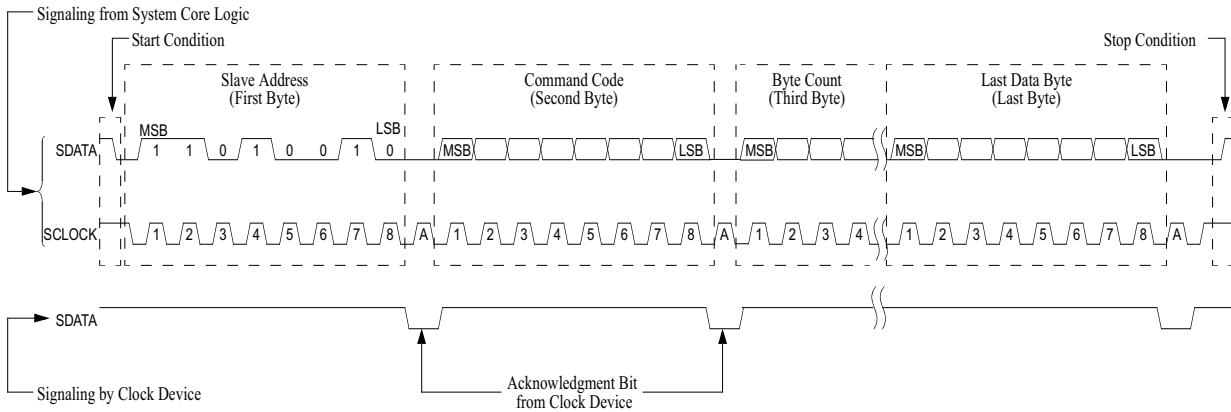 Signaling from System Core Logic
Start Condition
Stop Condition
Slave Address
(First Byte)
Command Code
(Second Byte)
Byte Count
(Third Byte)
Last Data Byte
(Last Byte)
SDATA
MSB
1 1 0 1 0 0 1 0
LSB
MSB LSB
MSB
MSB LSB
SCLOCK
1 2 3 4 5 6 7 8 A
1 2 3 4 5 6 7 8 A
1 2 3 4
1 2 3 4 5 6 7 8 A
SDATA
Signaling by Clock Device
Acknowledgment Bit
from Clock Device